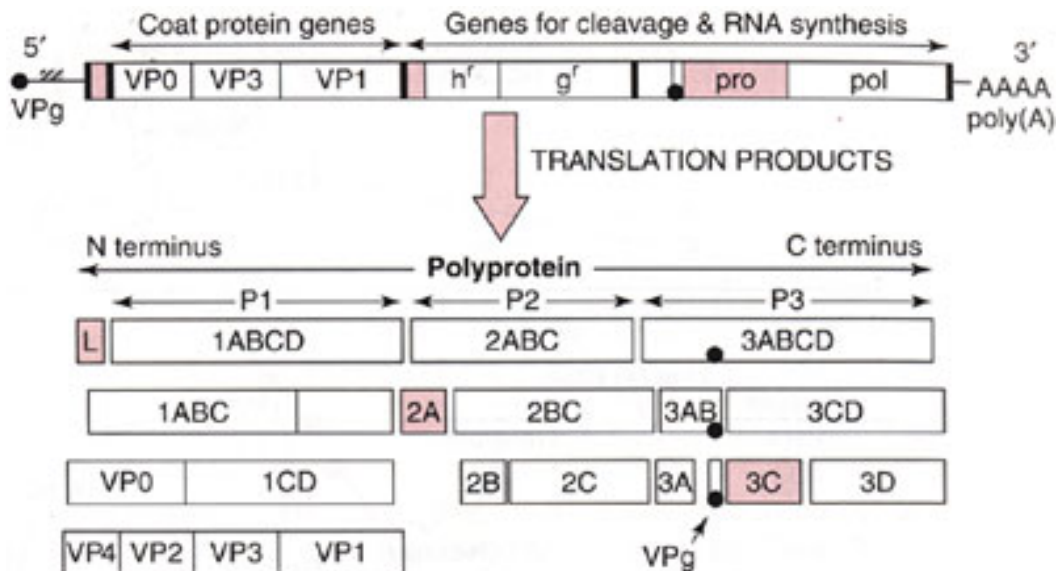 Coat protein genes Genes for cleavage & RNA synthesis
5′ 3′
VP0 VP3 VP1 hʳ gʳ pro pol AAAA
VPg poly(A)
TRANSLATION PRODUCTS
N terminus C terminus
Polyprotein
P1 P2 P3
L 1ABCD 2ABC 3ABCD
1ABC 2A 2BC 3AB 3CD
VP0 1CD 2B 2C 3A 3C 3D
VPg
VP4 VP2 VP3 VP1